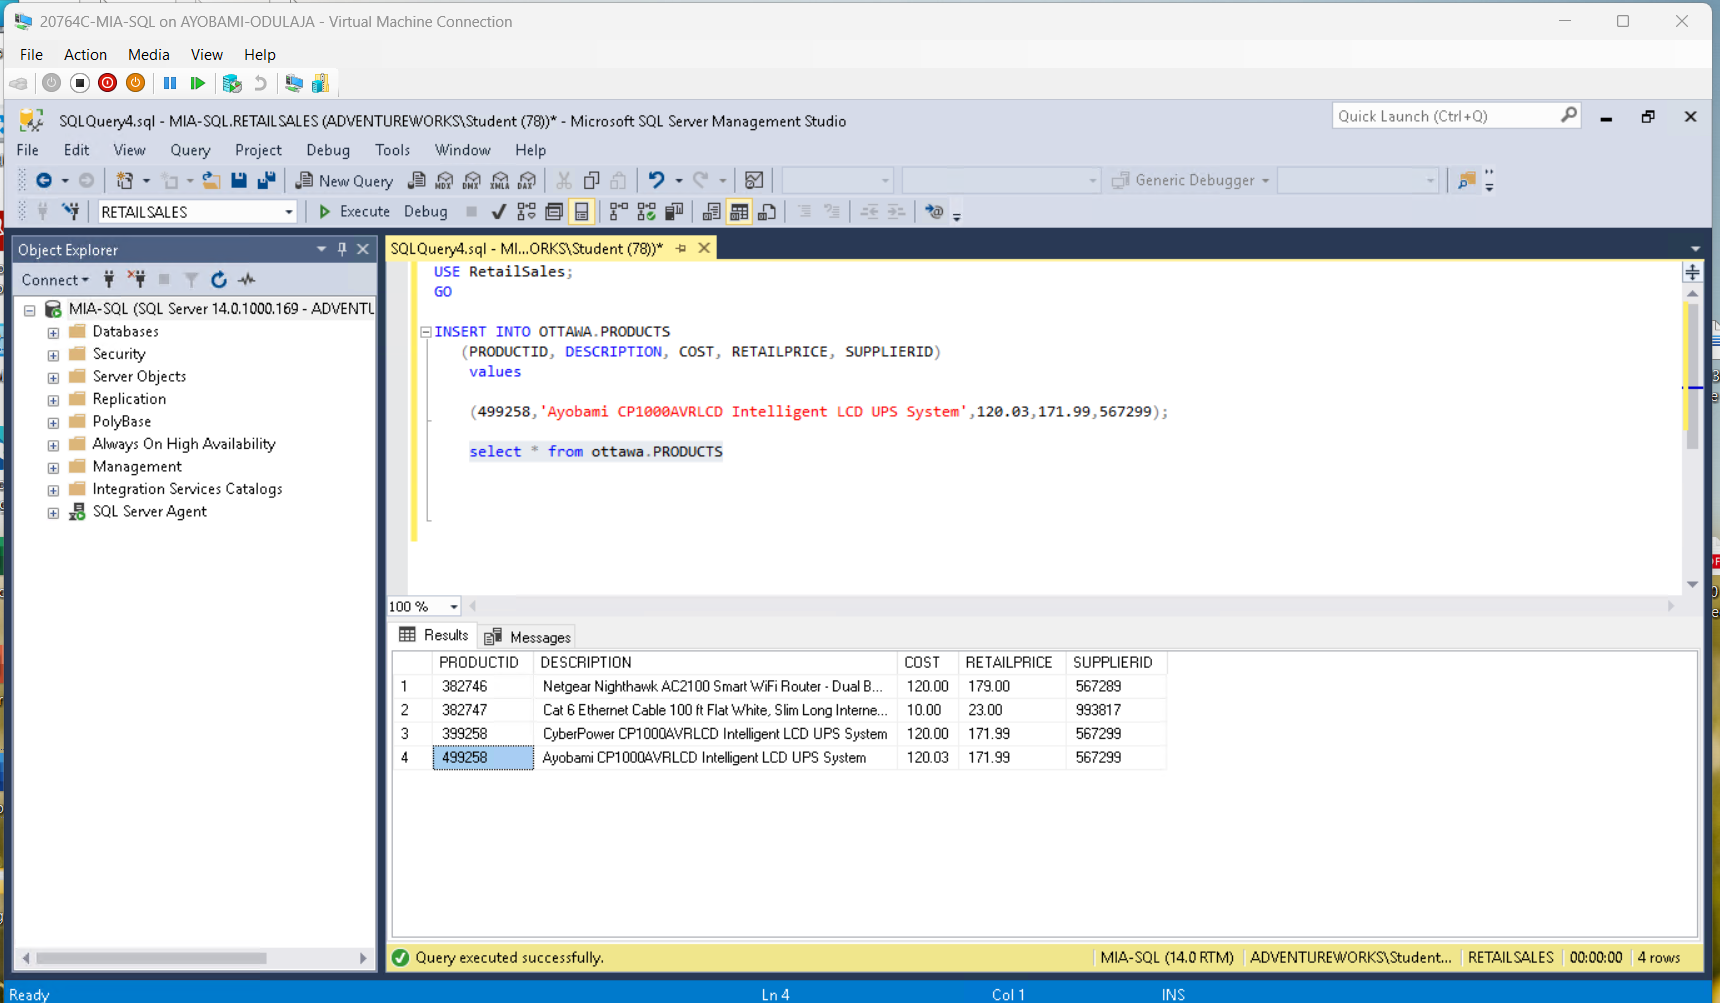 20764C-MIA-SQL on AYOBAMI-ODULAJA - Virtual Machine Connection
File Action Media View Help
SQLQuery4.sql - MIA-SQL.RETAILSALES (ADVENTUREWORKS\Student (78))* - Microsoft SQL Server Management Studio
Quick Launch (Ctrl+Q)
File Edit View Query Project Debug Tools Window Help
New Query MDX DMX XMLA DAX Generic Debugger
RETAILSALES Execute Debug
Object Explorer
SQLQuery4.sql - MI...ORKS\Student (78))*
Connect
MIA-SQL (SQL Server 14.0.1000.169 - ADVENTU
Databases
Security
Server Objects
Replication
PolyBase
Always On High Availability
Management
Integration Services Catalogs
SQL Server Agent
USE RetailSales;
GO
INSERT INTO OTTAWA.PRODUCTS
(PRODUCTID, DESCRIPTION, COST, RETAILPRICE, SUPPLIERID)
values
(499258,'Ayobami CP1000AVRLCD Intelligent LCD UPS System',120.03,171.99,567299);
select * from ottawa.PRODUCTS
100 %
Results Messages
PRODUCTID DESCRIPTION COST RETAILPRICE SUPPLIERID
1 382746 Netgear Nighthawk AC2100 Smart WiFi Router - Dual B... 120.00 179.00 567289
2 382747 Cat 6 Ethernet Cable 100 ft Flat White, Slim Long Interne... 10.00 23.00 993817
3 399258 CyberPower CP1000AVRLCD Intelligent LCD UPS System 120.00 171.99 567299
4 499258 Ayobami CP1000AVRLCD Intelligent LCD UPS System 120.03 171.99 567299
Query executed successfully. MIA-SQL (14.0 RTM) ADVENTUREWORKS\Student... RETAILSALES 00:00:00 4 rows
Ready Ln 4 Col 1 INS